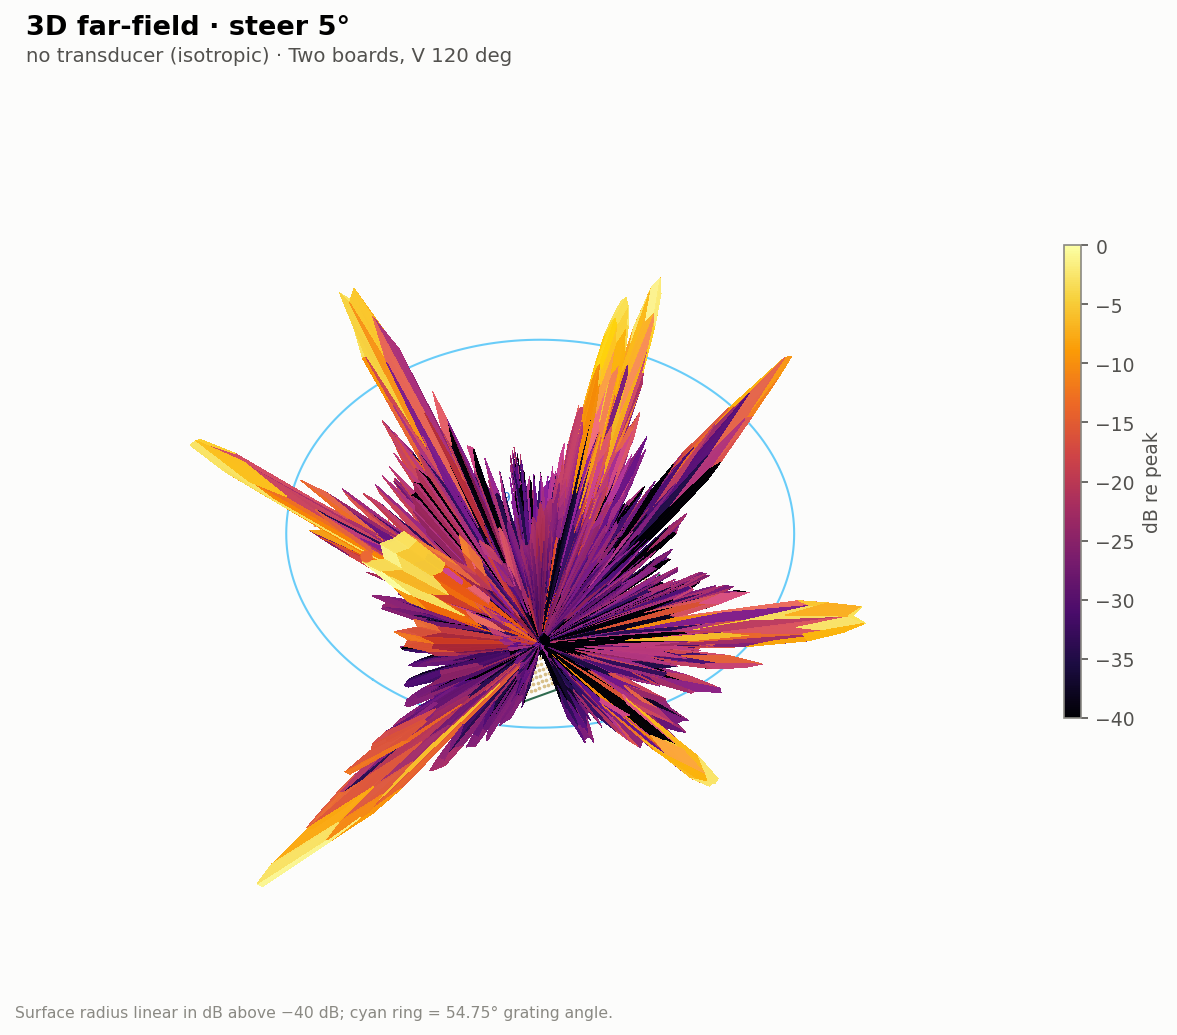 3D far-field · steer 5°
no transducer (isotropic) · Two boards, V 120 deg
0
−5
−10
−15
−20
−25
−30
−35
−40
dB re peak
Surface radius linear in dB above −40 dB; cyan ring = 54.75° grating angle.